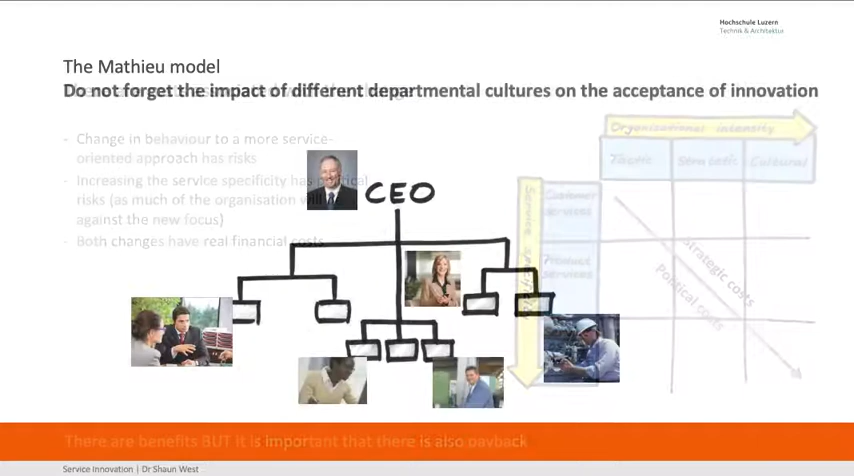 Hochschule Luzern
Technik & Architektur
The Mathieu model
Do not forget the impact of different departmental cultures on the acceptance of innovation
- Change in behaviour to a more service-
oriented approach has risks
- Increasing the service specificity has political
risks (as much of the organisation will
against the new focus)
- Both changes have real financial costs
CEO
Organizational intensity
Tactic
Strategic
Cultural
Service specificity
Customer
services
Product
services
Strategic costs
Political costs
There are benefits BUT it is important that there is also payback
Service Innovation | Dr Shaun West